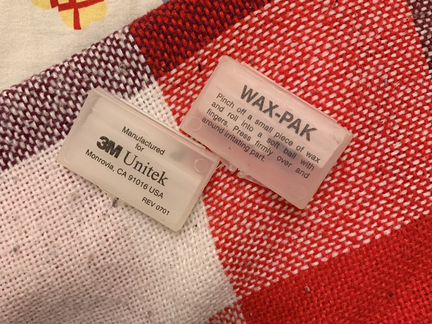 Manufactured
for
3M Unitek
Monrovia, CA 91016 USA
REV 0701
WAX-PAK
Pinch off a small piece of wax
and roll into a soft ball with
fingers. Press firmly over and
around irritating part.